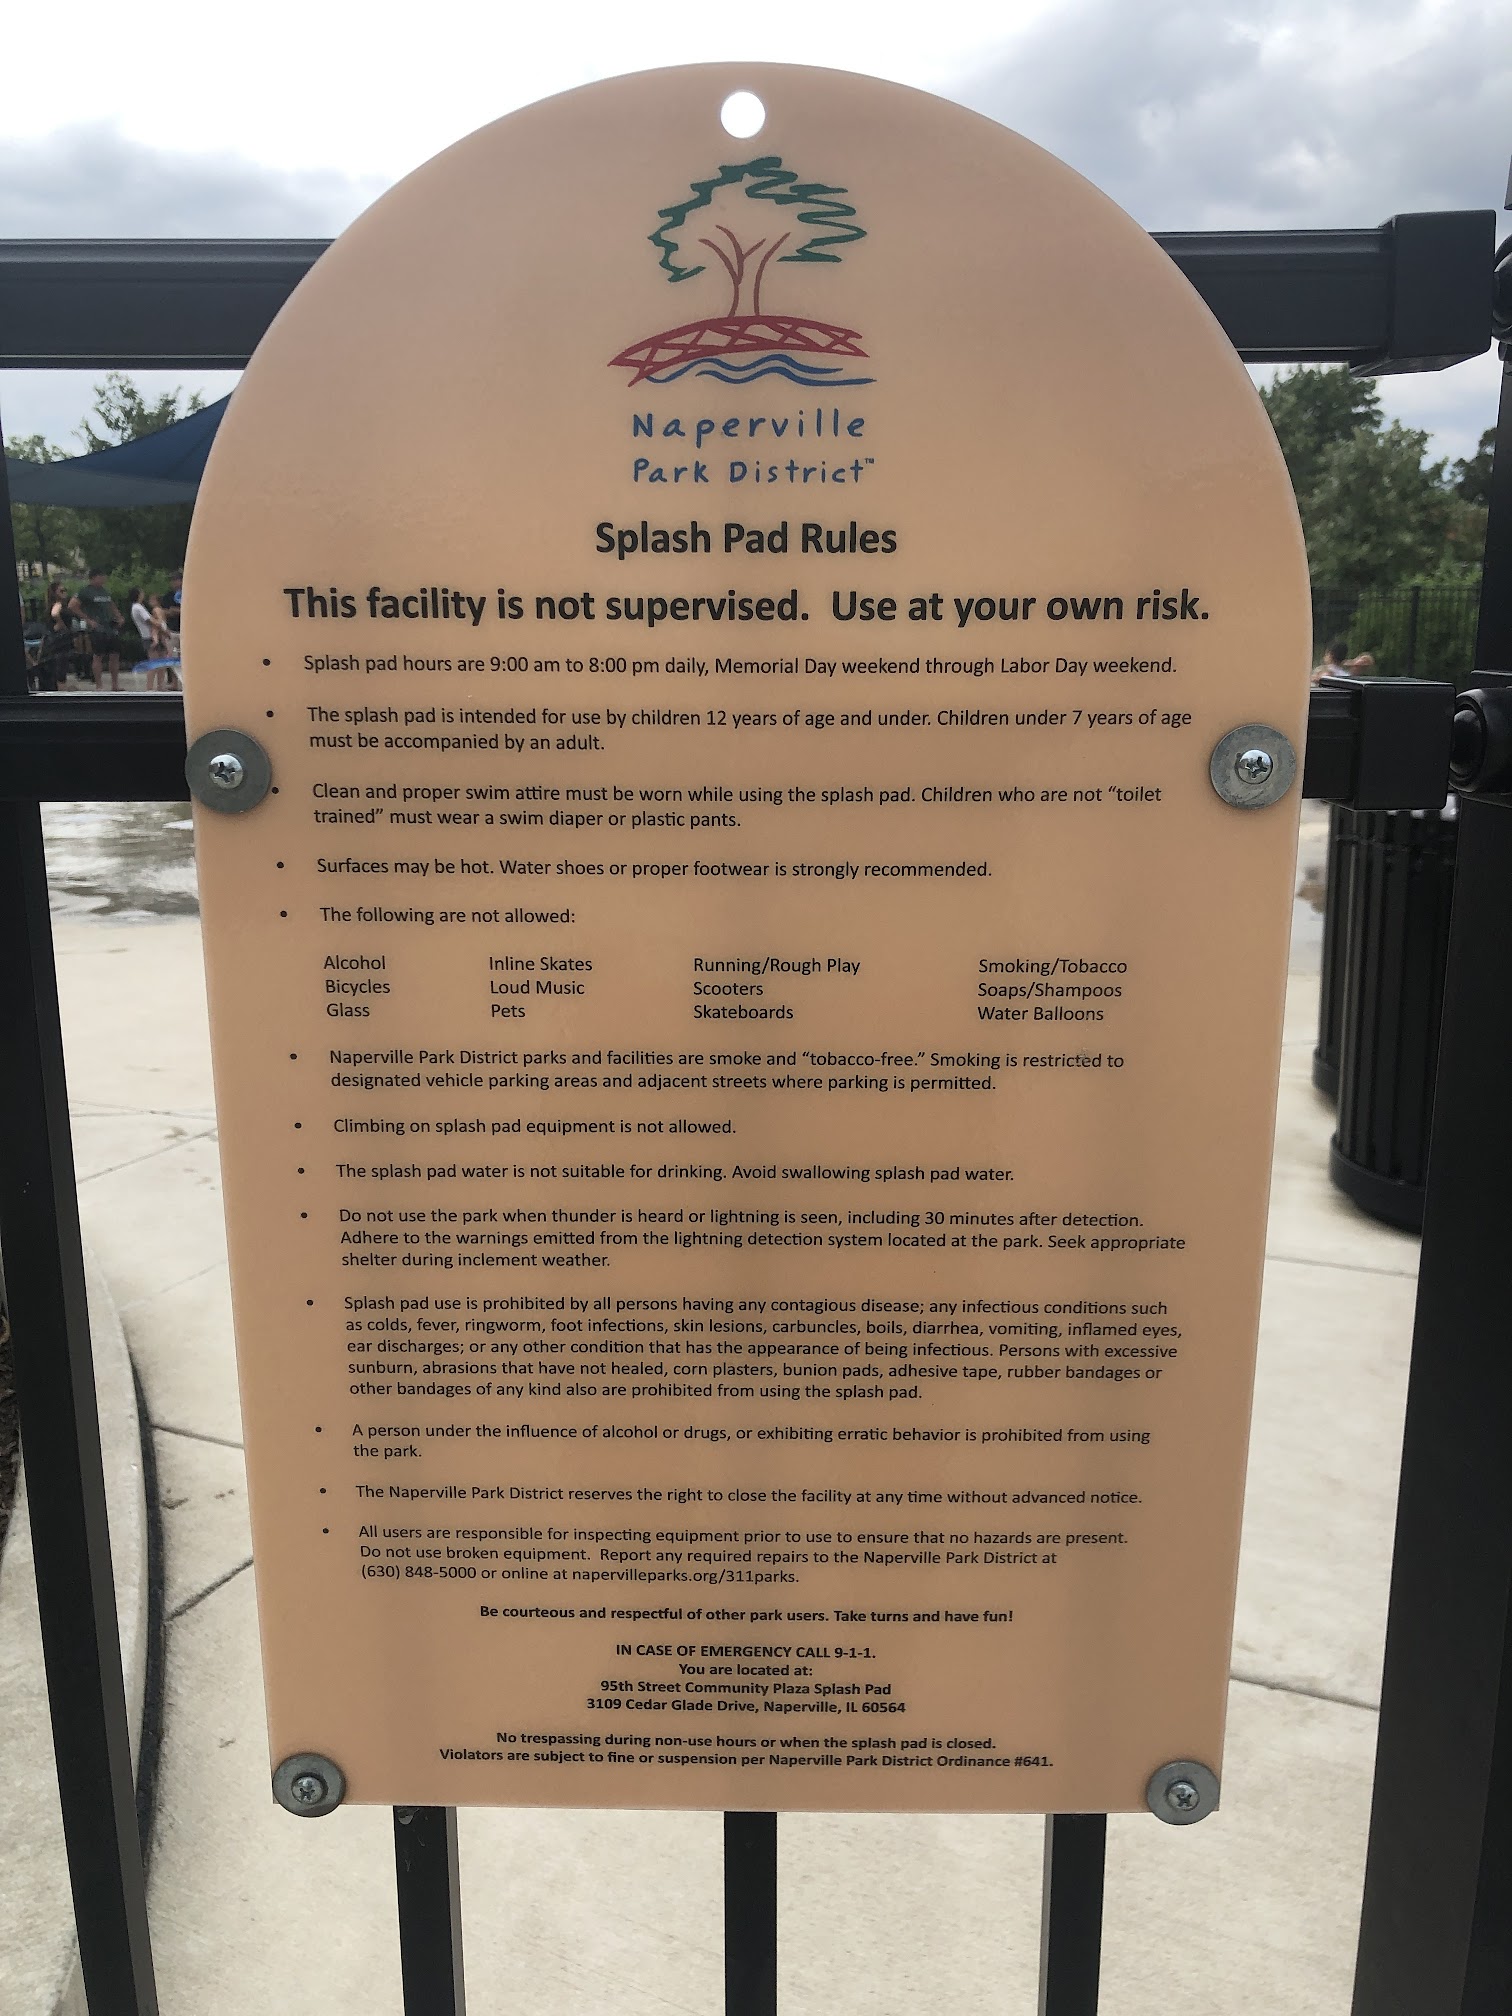 Naperville
Park District™
Splash Pad Rules
This facility is not supervised. Use at your own risk.
• Splash pad hours are 9:00 am to 8:00 pm daily, Memorial Day weekend through Labor Day weekend.
• The splash pad is intended for use by children 12 years of age and under. Children under 7 years of age
must be accompanied by an adult.
• Clean and proper swim attire must be worn while using the splash pad. Children who are not “toilet
trained” must wear a swim diaper or plastic pants.
• Surfaces may be hot. Water shoes or proper footwear is strongly recommended.
• The following are not allowed:
Alcohol Inline Skates Running/Rough Play Smoking/Tobacco
Bicycles Loud Music Scooters Soaps/Shampoos
Glass Pets Skateboards Water Balloons
• Naperville Park District parks and facilities are smoke and “tobacco-free.” Smoking is restricted to
designated vehicle parking areas and adjacent streets where parking is permitted.
• Climbing on splash pad equipment is not allowed.
• The splash pad water is not suitable for drinking. Avoid swallowing splash pad water.
• Do not use the park when thunder is heard or lightning is seen, including 30 minutes after detection.
Adhere to the warnings emitted from the lightning detection system located at the park. Seek appropriate
shelter during inclement weather.
• Splash pad use is prohibited by all persons having any contagious disease; any infectious conditions such
as colds, fever, ringworm, foot infections, skin lesions, carbuncles, boils, diarrhea, vomiting, inflamed eyes,
ear discharges; or any other condition that has the appearance of being infectious. Persons with excessive
sunburn, abrasions that have not healed, corn plasters, bunion pads, adhesive tape, rubber bandages or
other bandages of any kind also are prohibited from using the splash pad.
• A person under the influence of alcohol or drugs, or exhibiting erratic behavior is prohibited from using
the park.
• The Naperville Park District reserves the right to close the facility at any time without advanced notice.
• All users are responsible for inspecting equipment prior to use to ensure that no hazards are present.
Do not use broken equipment. Report any required repairs to the Naperville Park District at
(630) 848-5000 or online at napervilleparks.org/311parks.
Be courteous and respectful of other park users. Take turns and have fun!
IN CASE OF EMERGENCY CALL 9-1-1.
You are located at:
95th Street Community Plaza Splash Pad
3109 Cedar Glade Drive, Naperville, IL 60564
No trespassing during non-use hours or when the splash pad is closed.
Violators are subject to fine or suspension per Naperville Park District Ordinance #641.